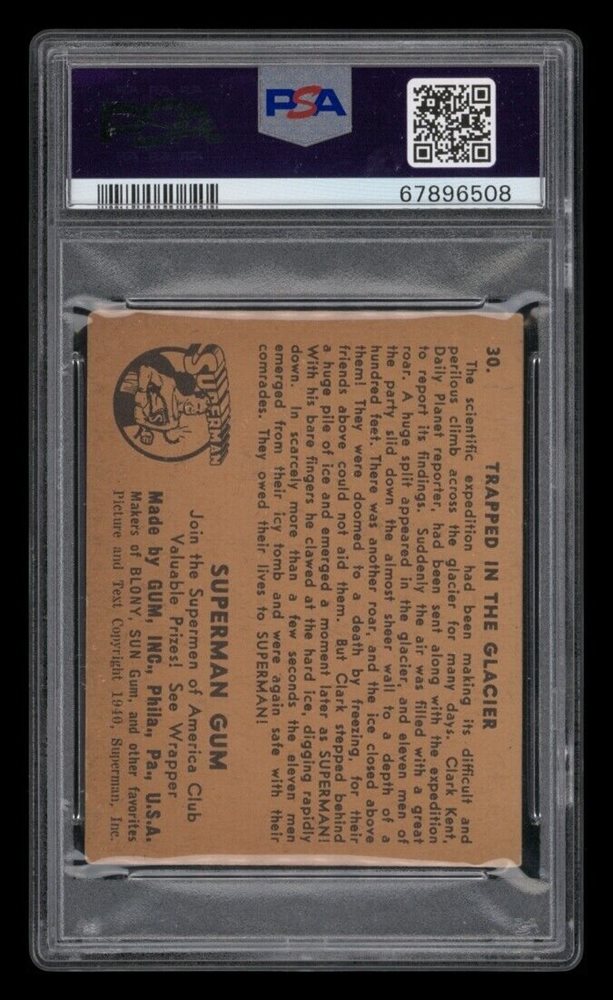 PSA
67896508
30. TRAPPED IN THE GLACIER
The scientific expedition had been making its difficult and
perilous climb across the glacier for many days. Clark Kent,
Daily Planet reporter, had been sent along with the expedition
to report its findings. Suddenly the air was filled with a great
roar. A huge split appeared in the glacier, and eleven men of
the party slid down the almost sheer wall to a depth of a
hundred feet. There was another roar, and the ice closed above
them! They were doomed to a death by freezing, for their
friends above could not aid them. But Clark stepped behind
a huge pile of ice and emerged a moment later as SUPERMAN!
With his bare fingers he clawed at the hard ice, digging rapidly
down. In scarcely more than a few seconds the eleven men
emerged from their icy tomb and were again safe with their
comrades. They owed their lives to SUPERMAN!
SUPERMAN
SUPERMAN GUM
Join the Supermen of America Club
Valuable Prizes! See Wrapper
Made by GUM, INC., Phila., Pa., U.S.A.
Makers of BLONY, SUN Gum, and other favorites
Picture and Text Copyright 1940, Superman, Inc.